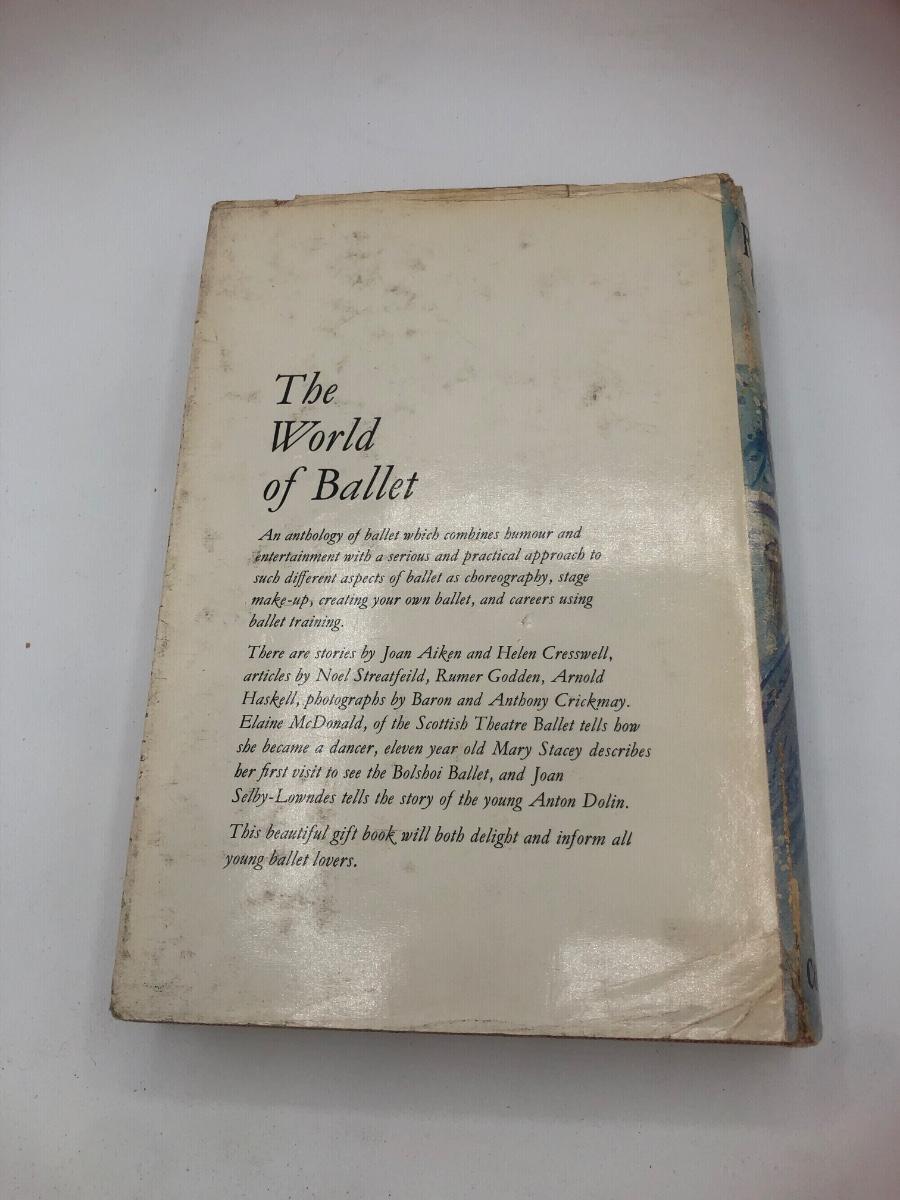 The
World
of Ballet
An anthology of ballet which combines humour and
entertainment with a serious and practical approach to
such different aspects of ballet as choreography, stage
make-up, creating your own ballet, and careers using
ballet training.
There are stories by Joan Aiken and Helen Cresswell,
articles by Noel Streatfeild, Rumer Godden, Arnold
Haskell, photographs by Baron and Anthony Crickmay.
Elaine McDonald, of the Scottish Theatre Ballet tells how
she became a dancer, eleven year old Mary Stacey describes
her first visit to see the Bolshoi Ballet, and Joan
Selby-Lowndes tells the story of the young Anton Dolin.
This beautiful gift book will both delight and inform all
young ballet lovers.